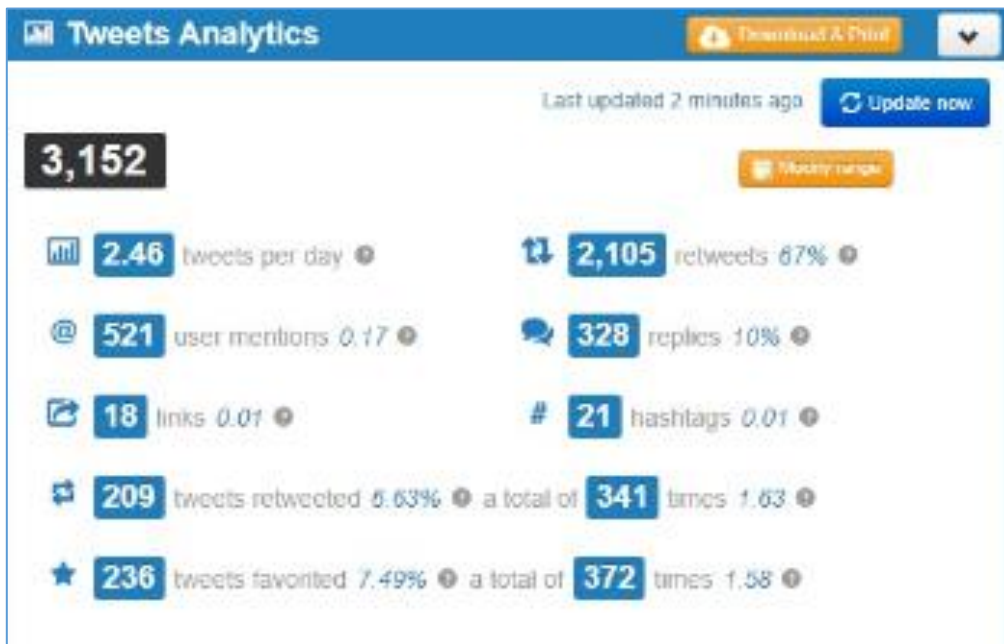 Tweets Analytics
Download & Print
Last updated 2 minutes ago
Update now
3,152
Modify range
2.46 tweets per day
2,105 retweets 67%
@ 521 user mentions 0.17
328 replies 10%
18 links 0.01
# 21 hashtags 0.01
209 tweets retweeted 6.63% a total of 341 times 1.63
236 tweets favorited 7.49% a total of 372 times 1.58